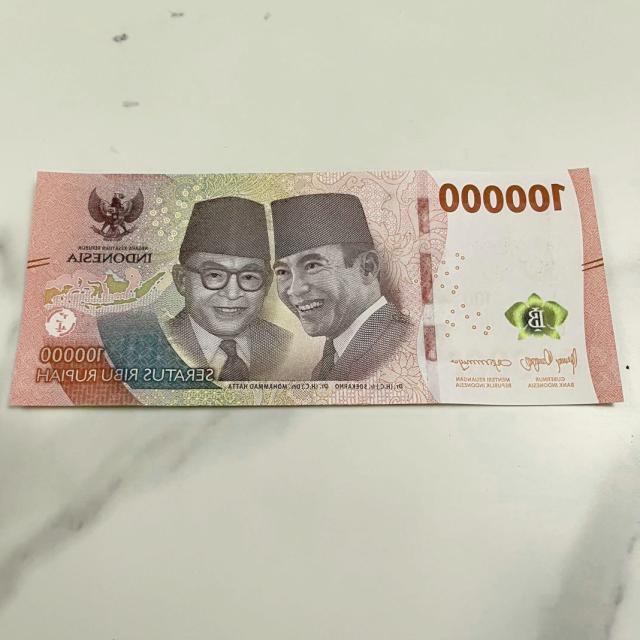 100000
NEGARA KESATUAN REPUBLIK
INDONESIA
100000
SERATUS RIBU RUPIAH
Dr. (H.C.) Ir. SOEKARNO
Dr. (H.C.) Drs. MOHAMMAD HATTA
GUBERNUR
BANK INDONESIA
MENTERI KEUANGAN
REPUBLIK INDONESIA